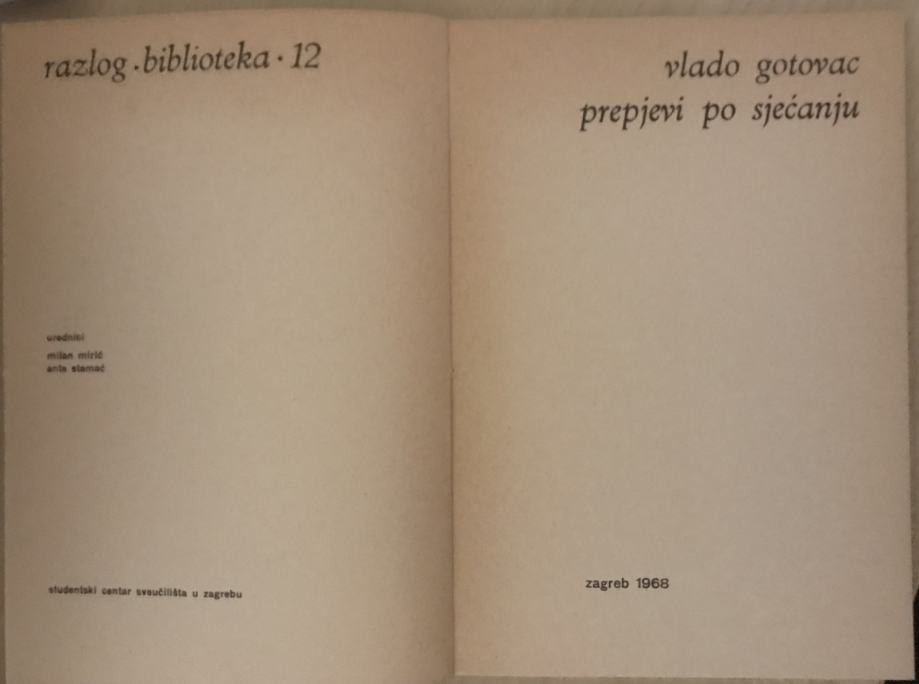 razlog · biblioteka · 12
urednici
milan mirić
ante stamać
studentski centar sveučilišta u zagrebu
vlado gotovac
prepjevi po sjećanju
zagreb 1968